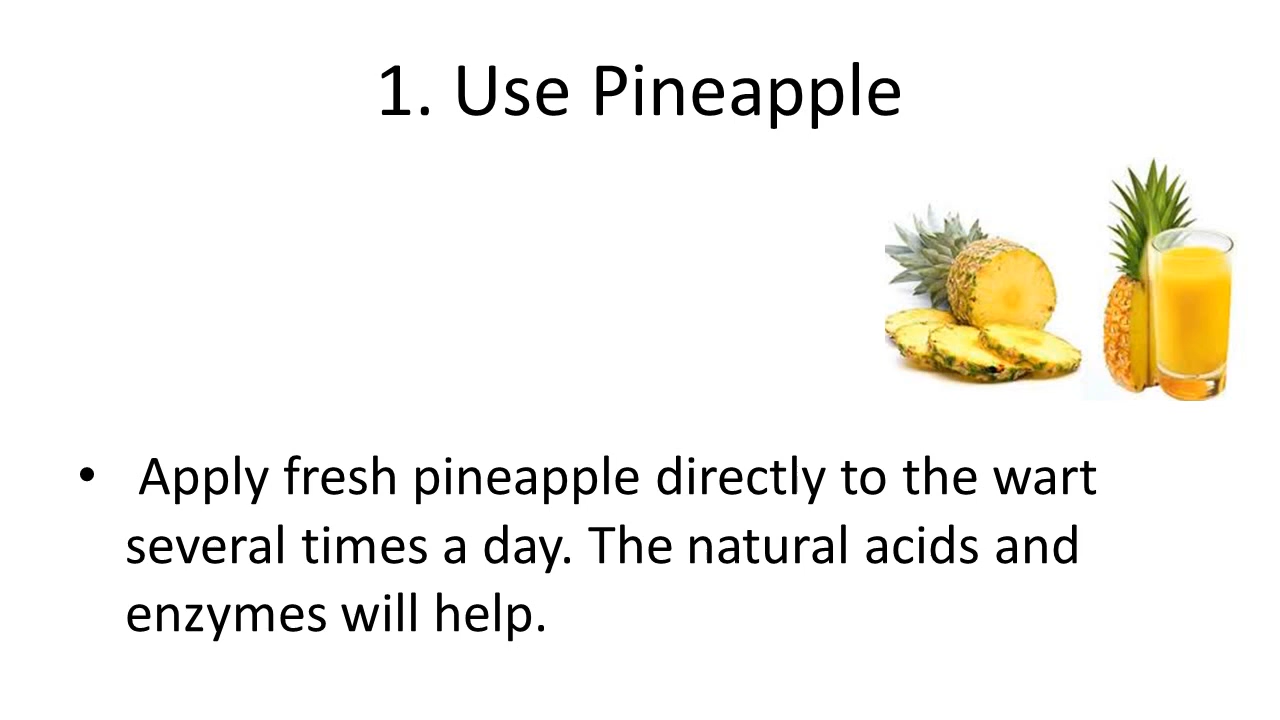 1. Use Pineapple
• Apply fresh pineapple directly to the wart
several times a day. The natural acids and
enzymes will help.